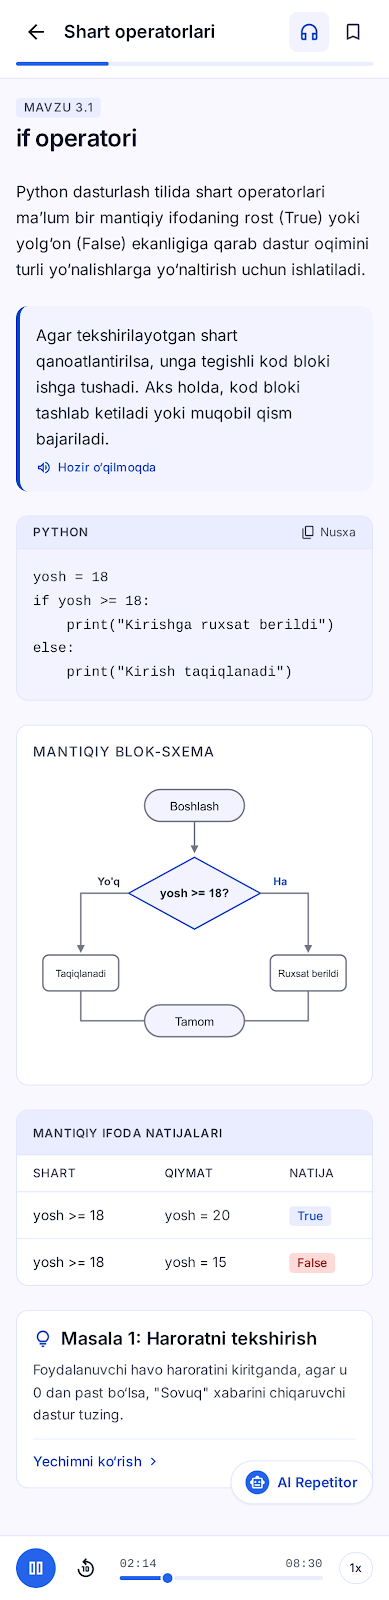 Shart operatorlari
MAVZU 3.1
if operatori
Python dasturlash tilida shart operatorlari
ma’lum bir mantiqiy ifodaning rost (True) yoki
yolg‘on (False) ekanligiga qarab dastur oqimini
turli yo‘nalishlarga yo‘naltirish uchun ishlatiladi.
Agar tekshirilayotgan shart
qanoatlantirilsa, unga tegishli kod bloki
ishga tushadi. Aks holda, kod bloki
tashlab ketiladi yoki muqobil qism
bajariladi.
Hozir o‘qilmoqda
PYTHON Nusxa
yosh = 18
if yosh >= 18:
    print("Kirishga ruxsat berildi")
else:
    print("Kirish taqiqlanadi")
MANTIQIY BLOK-SXEMA
Boshlash
Yo'q Ha
yosh >= 18?
Taqiqlanadi Ruxsat berildi
Tamom
MANTIQIY IFODA NATIJALARI
SHART QIYMAT NATIJA
yosh >= 18 yosh = 20 True
yosh >= 18 yosh = 15 False
Masala 1: Haroratni tekshirish
Foydalanuvchi havo haroratini kiritganda, agar u
0 dan past bo‘lsa, "Sovuq" xabarini chiqaruvchi
dastur tuzing.
Yechimni ko‘rish
AI Repetitor
10 02:14 08:30 1x